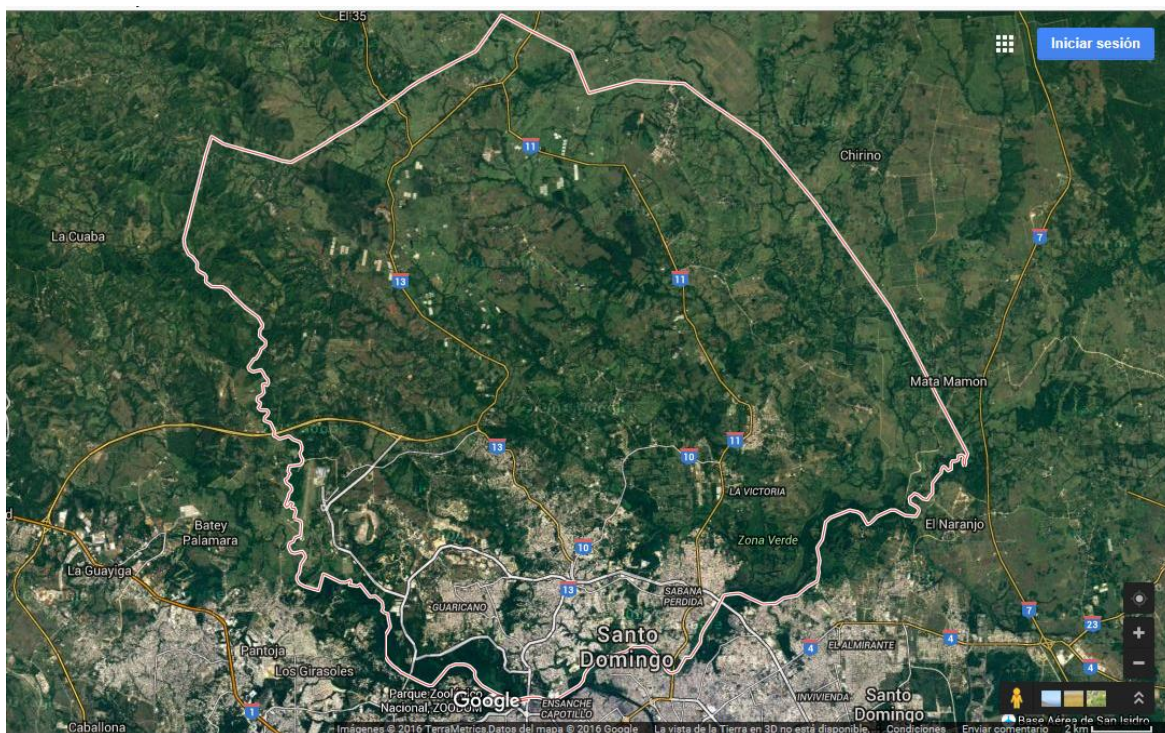 El 35
Iniciar sesión
11
Chirino
La Cuaba
7
13
11
Mata Mamon
13
11
10
LA VICTORIA
Batey
Palamara
El Naranjo
10
Zona Verde
La Guayiga
13
GUARICANO
SABANA
PERDIDA
7
23
Santo
Domingo
4
EL ALMIRANTE
4
4
Pantoja
Los Girasoles
Parque Zoológico
Nacional, ZOODOM
Google
ENSANCHE
CAPOTILLO
INVIVIENDA
Santo
Domingo
1
Caballona
Base Aérea de San Isidro
Imágenes © 2016 TerraMetrics,Datos del mapa © 2016 Google La vista de la Tierra en 3D no está disponible. Condiciones Enviar comentario 2 km